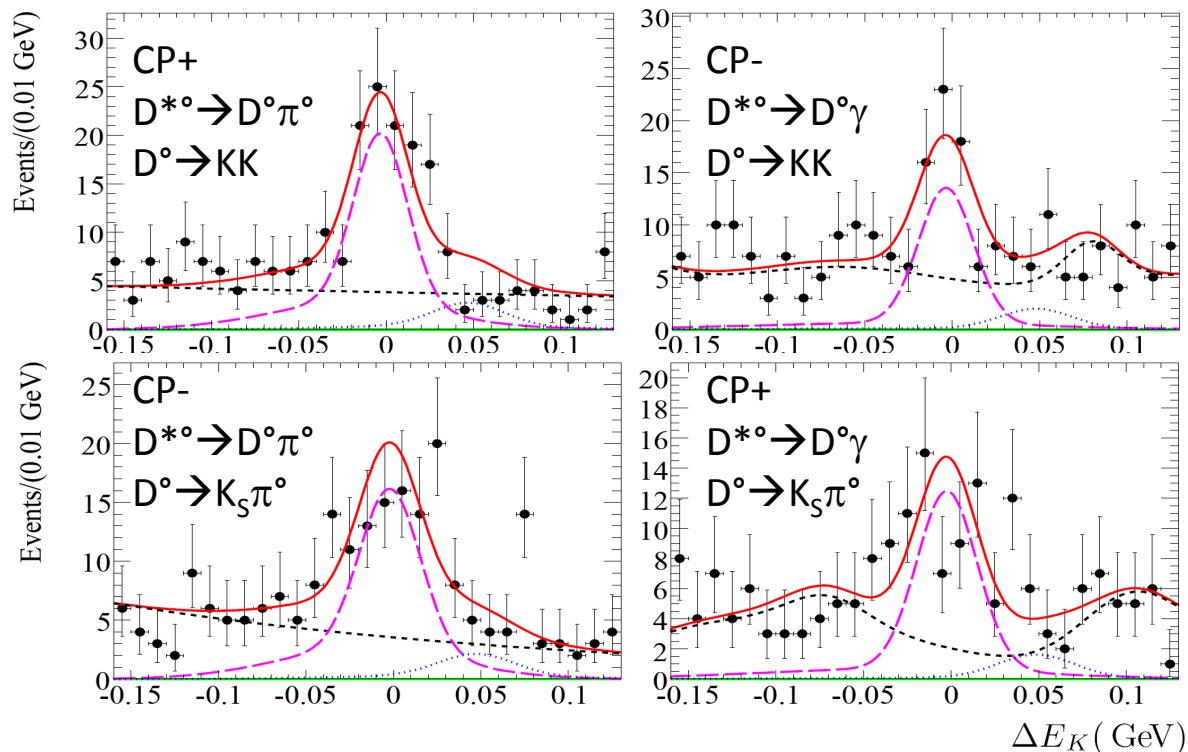 Events/(0.01 GeV)
30
25
20
15
10
5
0
CP+
D*°→D°π°
D°→KK
-0.15 -0.1 -0.05 0 0.05 0.1
30
25
20
15
10
5
0
CP-
D*°→D°γ
D°→KK
-0.15 -0.1 -0.05 0 0.05 0.1
Events/(0.01 GeV)
25
20
15
10
5
0
CP-
D*°→D°π°
D°→K_Sπ°
-0.15 -0.1 -0.05 0 0.05 0.1
20
18
16
14
12
10
8
6
4
2
0
CP+
D*°→D°γ
D°→K_Sπ°
-0.15 -0.1 -0.05 0 0.05 0.1
ΔE_K( GeV)